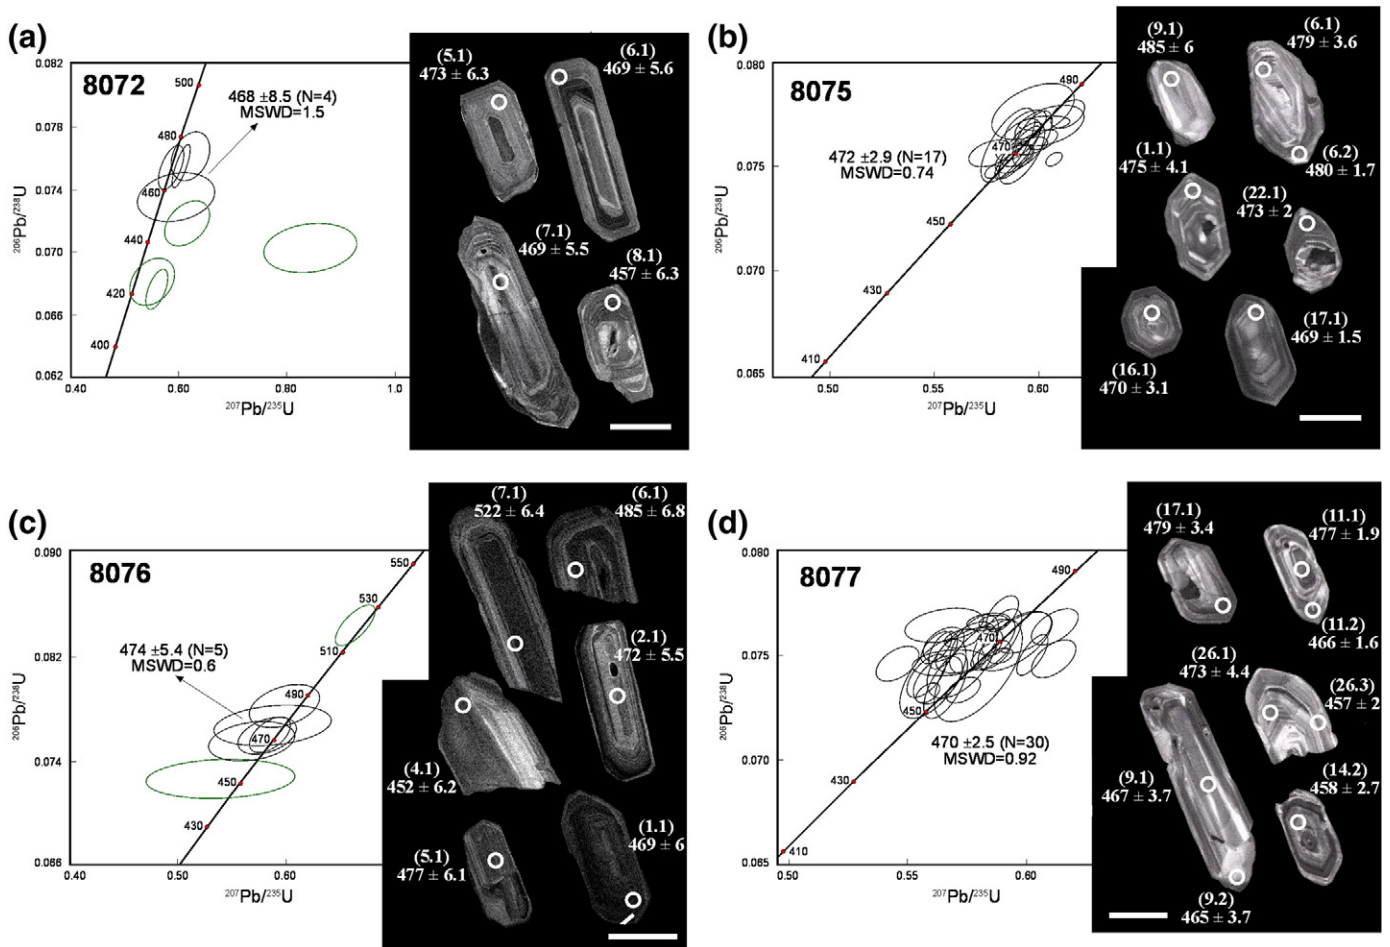 (a)
8072
0.082
0.078
0.074
0.070
0.066
0.062
0.40
0.60
0.80
1.0
500
480
460
440
420
400
468 ±8.5 (N=4)
MSWD=1.5
²⁰⁶Pb/²³⁸U
²⁰⁷Pb/²³⁵U
(5.1)
473 ± 6.3
(6.1)
469 ± 5.6
(7.1)
469 ± 5.5
(8.1)
457 ± 6.3
(b)
8075
0.080
0.075
0.070
0.065
0.50
0.55
0.60
490
470
450
430
410
472 ±2.9 (N=17)
MSWD=0.74
²⁰⁶Pb/²³⁸U
²⁰⁷Pb/²³⁵U
(9.1)
485 ± 6
(6.1)
479 ± 3.6
(1.1)
475 ± 4.1
(6.2)
480 ± 1.7
(22.1)
473 ± 2
(17.1)
469 ± 1.5
(16.1)
470 ± 3.1
(c)
8076
0.090
0.082
0.074
0.066
0.40
0.50
0.60
550
530
510
490
470
450
430
474 ±5.4 (N=5)
MSWD=0.6
²⁰⁶Pb/²³⁸U
²⁰⁷Pb/²³⁵U
(7.1)
522 ± 6.4
(6.1)
485 ± 6.8
(2.1)
472 ± 5.5
(4.1)
452 ± 6.2
(1.1)
469 ± 6
(5.1)
477 ± 6.1
(d)
8077
0.080
0.075
0.070
0.065
0.50
0.55
0.60
490
470
450
430
410
470 ±2.5 (N=30)
MSWD=0.92
²⁰⁶Pb/²³⁸U
²⁰⁷Pb/²³⁵U
(17.1)
479 ± 3.4
(11.1)
477 ± 1.9
(11.2)
466 ± 1.6
(26.1)
473 ± 4.4
(26.3)
457 ± 2
(9.1)
467 ± 3.7
(14.2)
458 ± 2.7
(9.2)
465 ± 3.7